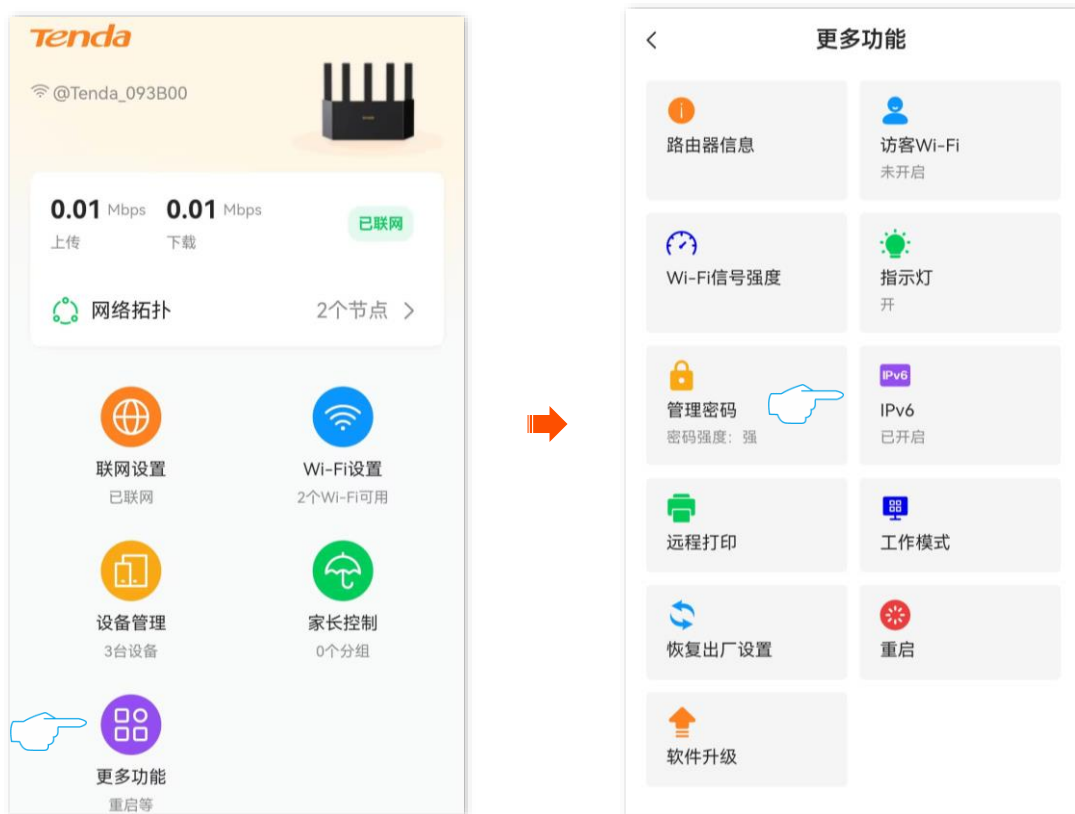 Tenda
@Tenda_093B00
0.01 Mbps 0.01 Mbps
上传 下载
已联网
网络拓扑 2个节点
联网设置 Wi-Fi设置
已联网 2个Wi-Fi可用
设备管理 家长控制
3台设备 0个分组
更多功能
重启等
更多功能
路由器信息 访客Wi-Fi
未开启
Wi-Fi信号强度 指示灯
开
IPv6
管理密码 IPv6
密码强度：强 已开启
远程打印 工作模式
恢复出厂设置 重启
软件升级